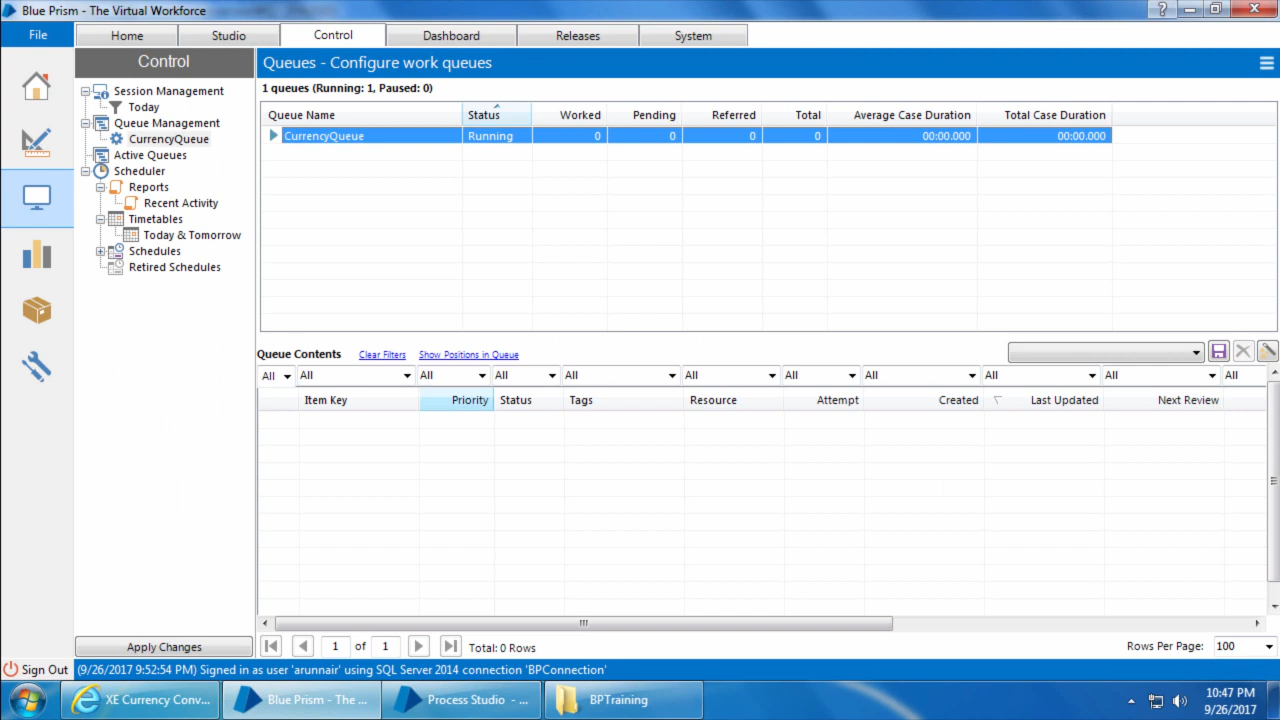 Blue Prism - The Virtual Workforce
File
Home
Studio
Control
Dashboard
Releases
System
Control
Queues - Configure work queues
Session Management
Today
Queue Management
CurrencyQueue
Active Queues
Scheduler
Reports
Recent Activity
Timetables
Today & Tomorrow
Schedules
Retired Schedules
1 queues (Running: 1, Paused: 0)
Queue Name Status Worked Pending Referred Total Average Case Duration Total Case Duration
CurrencyQueue Running 0 0 0 0 00:00.000 00:00.000
Queue Contents Clear Filters Show Positions in Queue
All All All All All All All All All All All
Item Key Priority Status Tags Resource Attempt Created Last Updated Next Review
Apply Changes
1 of 1 Total: 0 Rows
Rows Per Page: 100
Sign Out (9/26/2017 9:52:54 PM) Signed in as user 'arunnair' using SQL Server 2014 connection 'BPConnection'
XE Currency Conv...
Blue Prism - The ...
Process Studio - ...
BPTraining
10:47 PM
9/26/2017